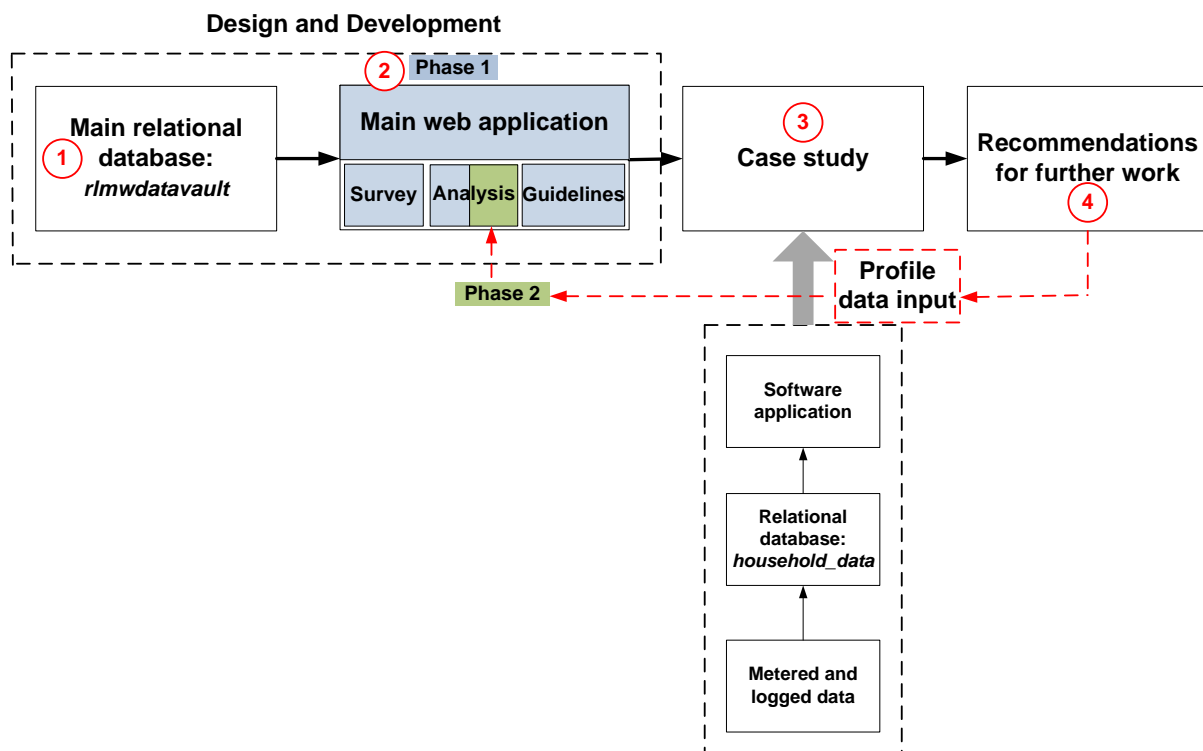 Design and Development
2
Phase 1
Main relational
database:
rlmwdatavault
1
Main web application
Survey
Analysis
Guidelines
3
Case study
Recommendations
for further work
4
Profile
data input
Phase 2
Software
application
Relational
database:
household_data
Metered and
logged data